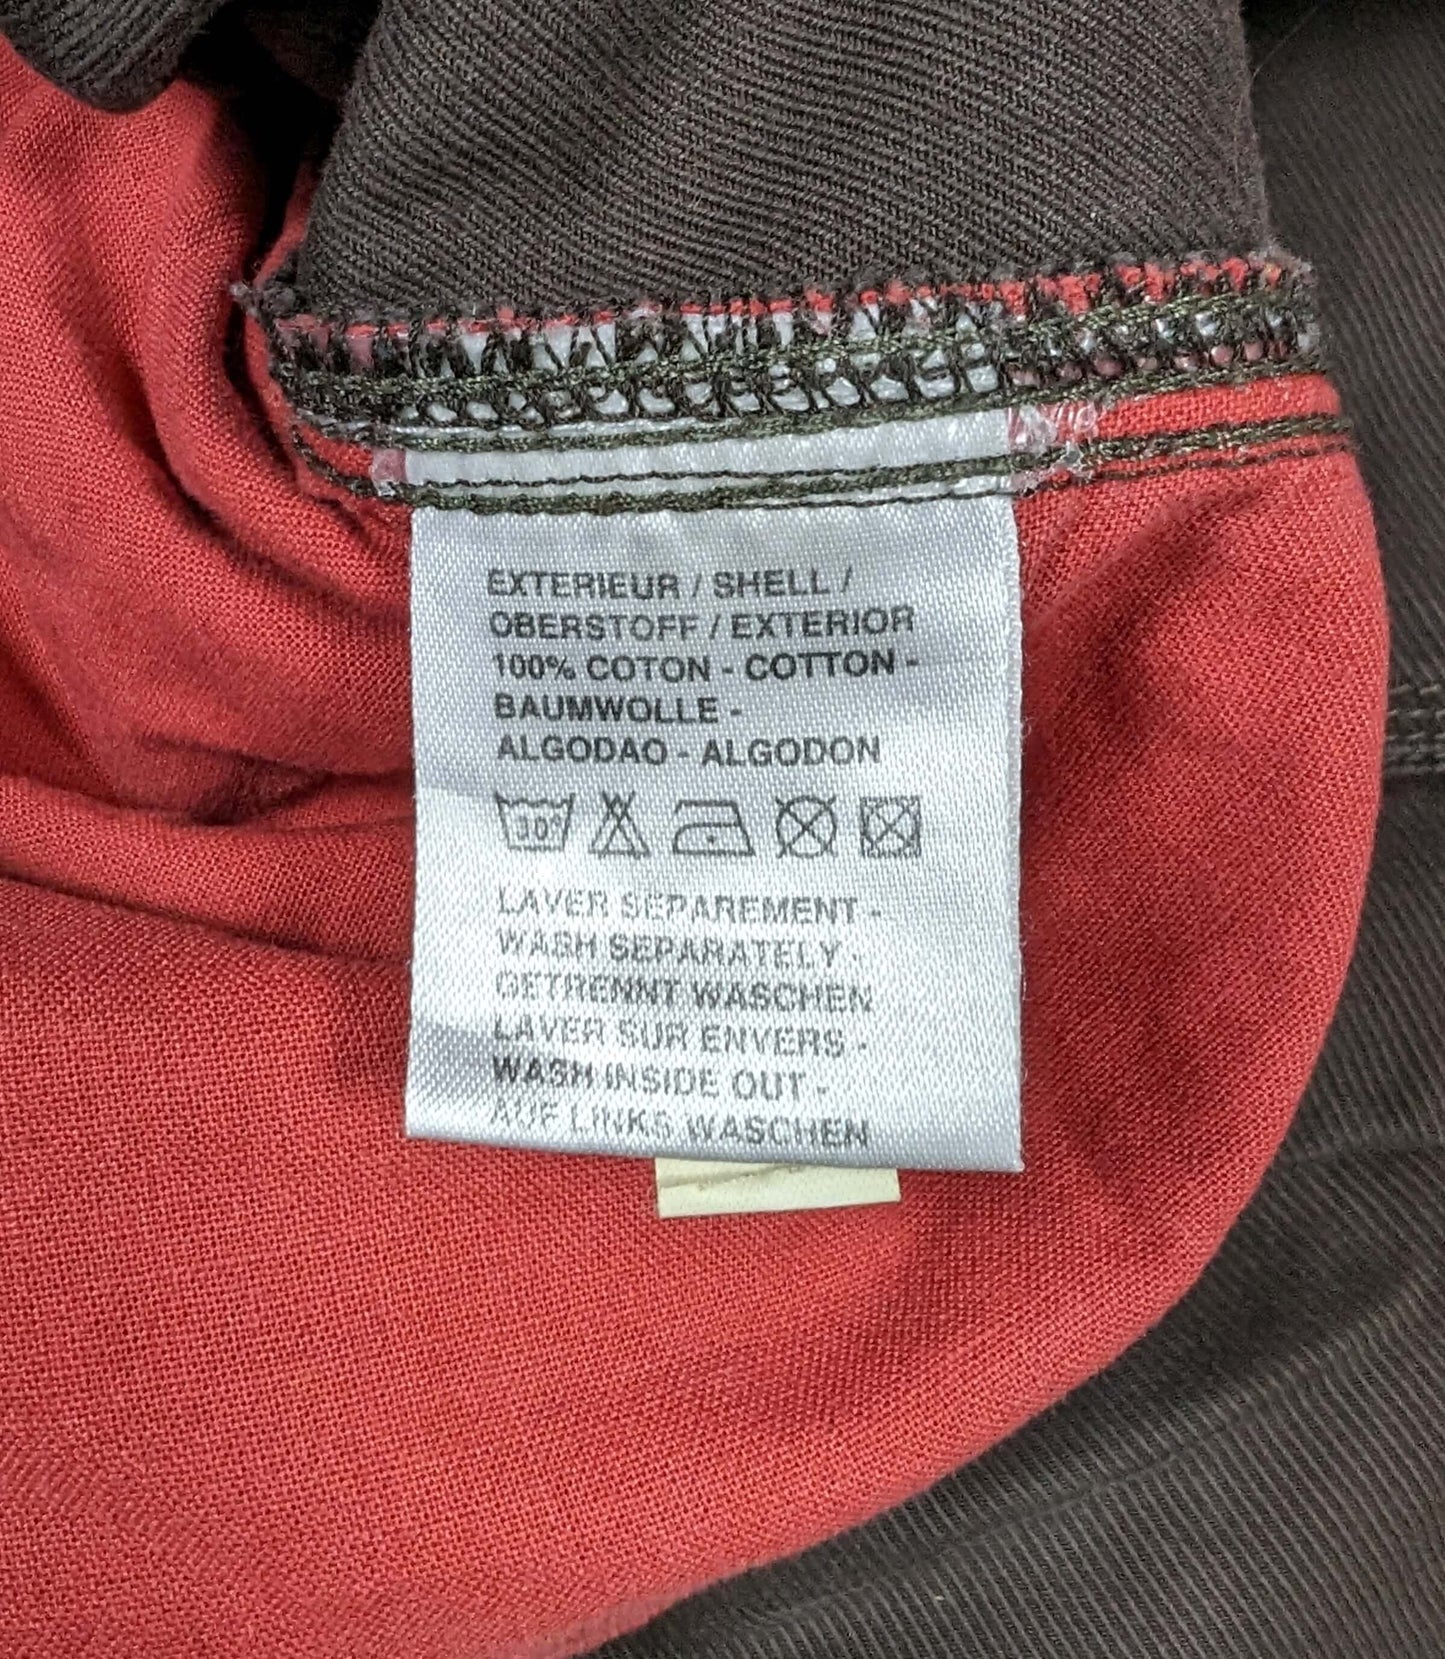 EXTERIEUR / SHELL /
OBERSTOFF / EXTERIOR
100% COTON - COTTON -
BAUMWOLLE -
ALGODAO - ALGODON
30°
LAVER SEPAREMENT -
WASH SEPARATELY -
GETRENNT WASCHEN
LAVER SUR ENVERS -
WASH INSIDE OUT -
AUF LINKS WASCHEN